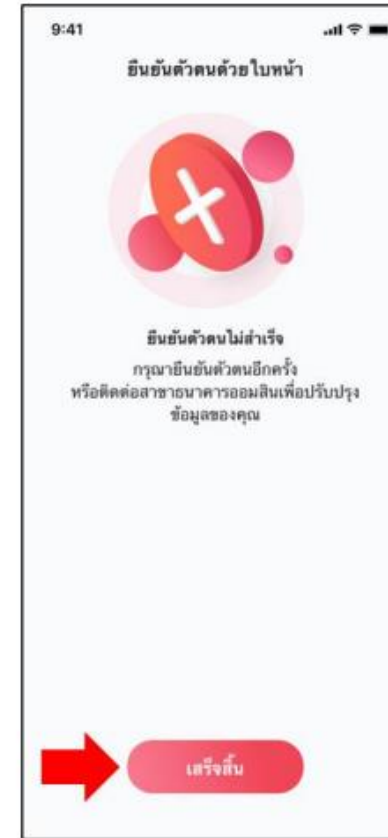 9:41
ยืนยันตัวตนด้วยใบหน้า
ยืนยันตัวตนไม่สำเร็จ
กรุณายืนยันตัวตนอีกครั้ง
หรือติดต่อสาขาธนาคารออมสินเพื่อปรับปรุง
ข้อมูลของคุณ
เสร็จสิ้น